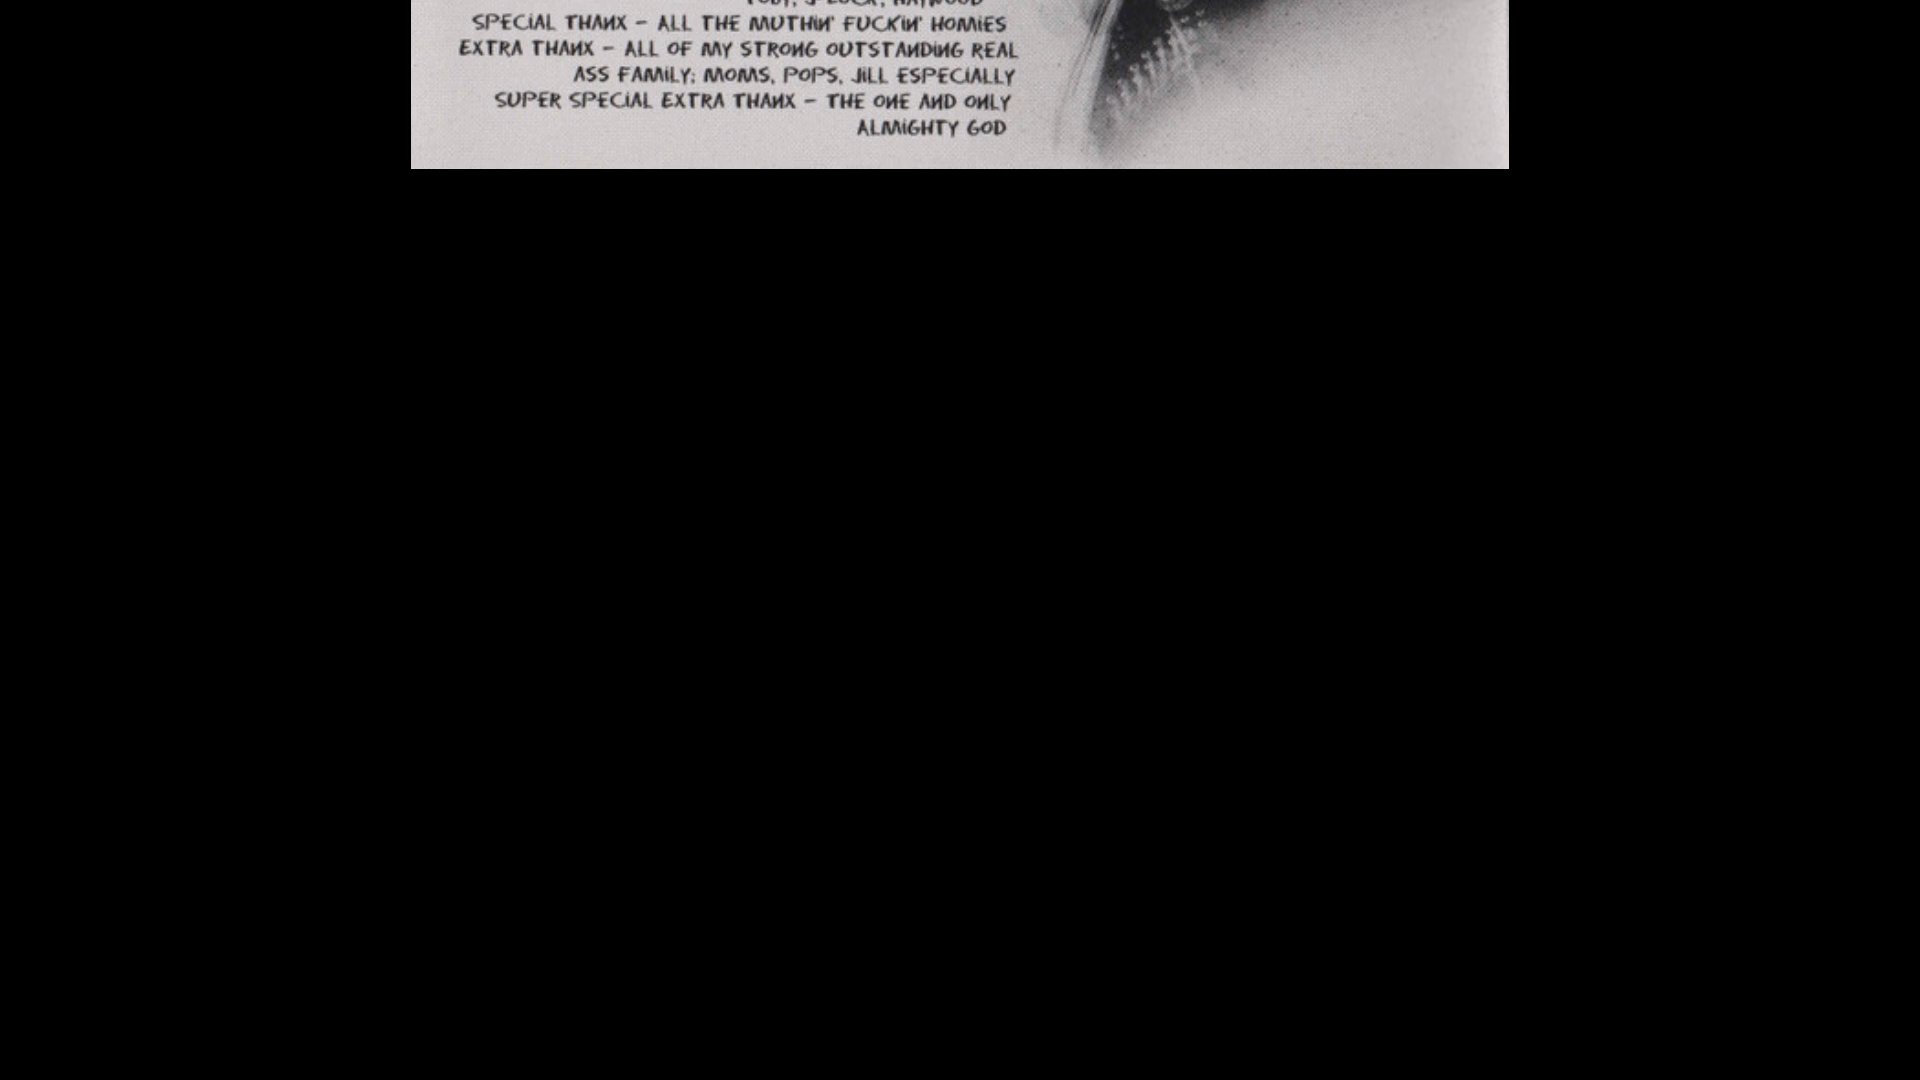 SPECIAL THANX - ALL THE MUTHIN' FUCKIN' HOMIES
EXTRA THANX - ALL OF MY STRONG OUTSTANDING REAL
ASS FAMILY; MOMS, POPS, JILL ESPECIALLY
SUPER SPECIAL EXTRA THANX - THE ONE AND ONLY
ALMIGHTY GOD